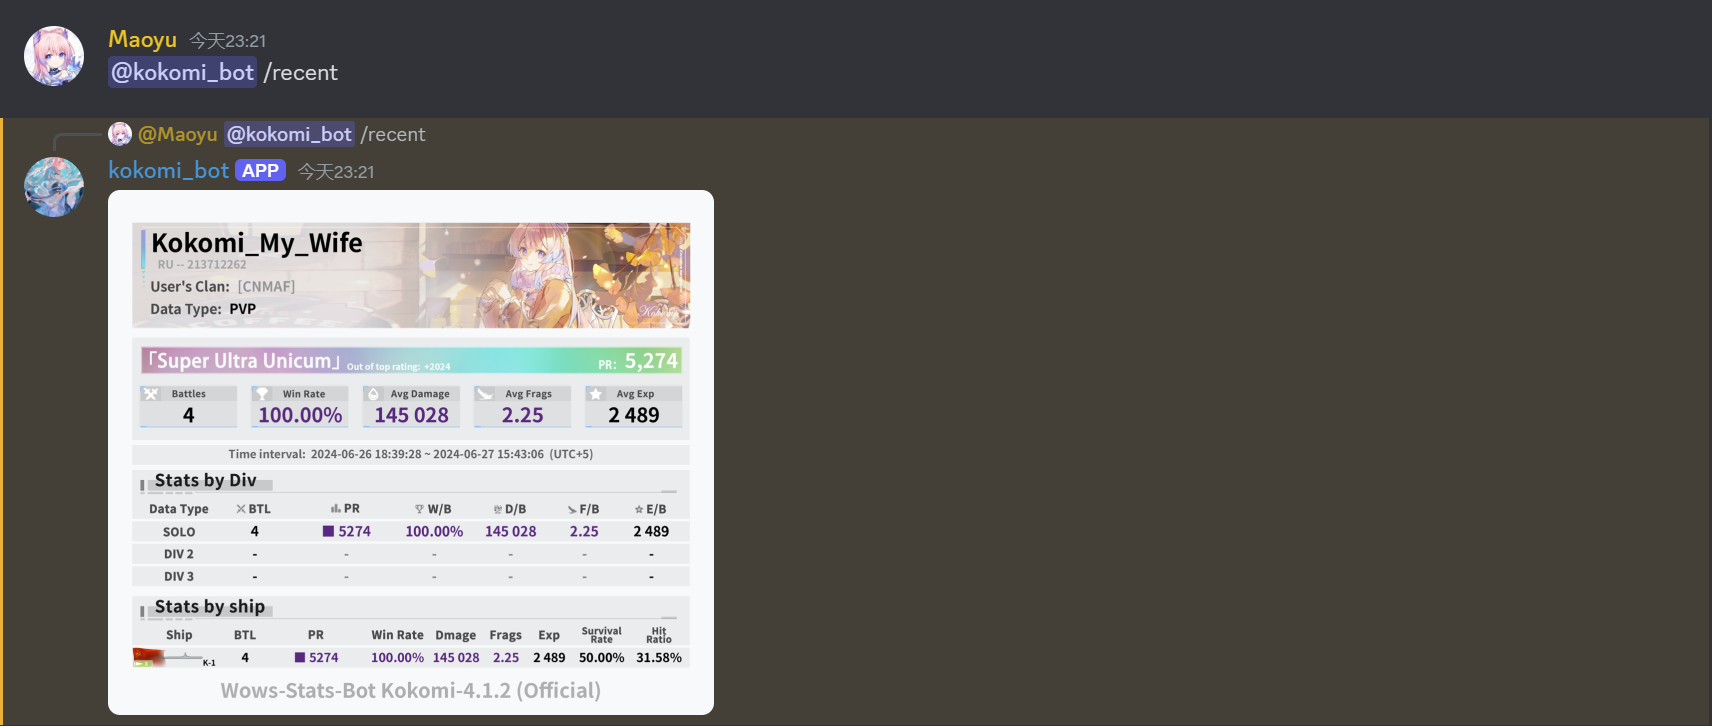 Maoyu 今天23:21
@kokomi_bot /recent
@Maoyu @kokomi_bot /recent
kokomi_bot APP 今天23:21
Kokomi_My_Wife
RU -- 213712262
User's Clan: [CNMAF]
Data Type: PVP
「Super Ultra Unicum」 Out of top rating: +2024 PR: 5,274
Battles Win Rate Avg Damage Avg Frags Avg Exp
4 100.00% 145 028 2.25 2 489
Time interval: 2024-06-26 18:39:28 ~ 2024-06-27 15:43:06 (UTC+5)
Stats by Div
Data Type BTL PR W/B D/B F/B E/B
SOLO 4 5274 100.00% 145 028 2.25 2 489
DIV 2 - - - - - -
DIV 3 - - - - - -
Stats by ship
Ship BTL PR Win Rate Dmage Frags Exp Survival Rate Hit Ratio
K-1 4 5274 100.00% 145 028 2.25 2 489 50.00% 31.58%
Wows-Stats-Bot Kokomi-4.1.2 (Official)